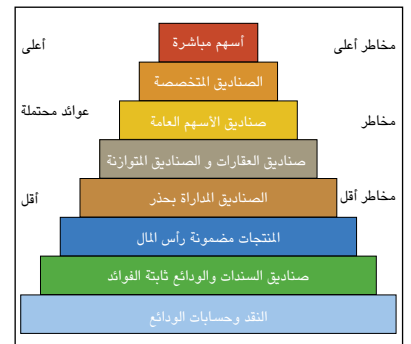 مخاطر أعلى
أسهم مباشرة
أعلى
الصناديق المتخصصة
عوائد محتملة
مخاطر
صناديق الأسهم العامة
صناديق العقارات و الصناديق المتوازنة
مخاطر أقل
الصناديق المداراة بحذر
أقل
المنتجات مضمونة رأس المال
صناديق السندات والودائع ثابتة الفوائد
النقد وحسابات الودائع